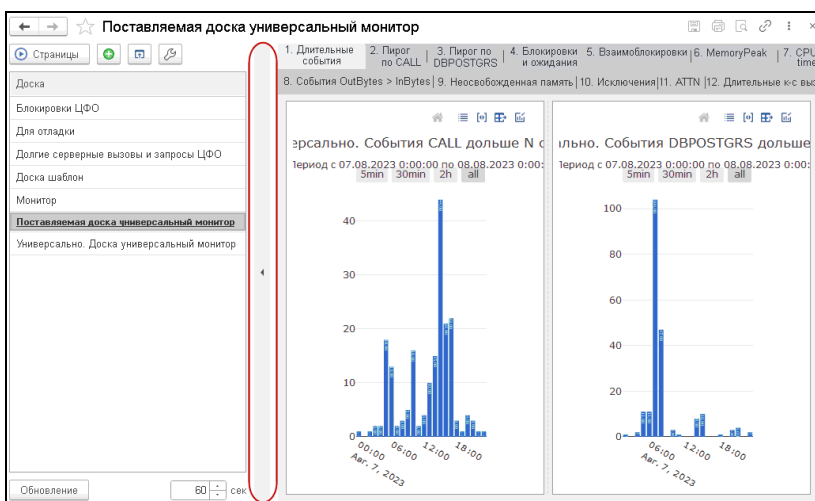 Поставляемая доска универсальный монитор
Страницы
Доска
Блокировки ЦФО
Для отладки
Долгие серверные вызовы и запросы ЦФО
Доска шаблон
Монитор
Поставляемая доска универсальный монитор
Универсально. Доска универсальный монитор
Обновление 60 сек
1. Длительные события
2. Пирог по CALL
3. Пирог по DBPOSTGRS
4. Блокировки и ожидания
5. Взаимоблокировки
6. MemoryPeak
7. CPU time
8. События OutBytes > InBytes
9. Неосвобожденная память
10. Исключения
11. ATTN
12. Длительные к-с выз
ерсально. События CALL дольше N с
Период с 07.08.2023 0:00:00 по 08.08.2023 0:00:
5min 30min 2h all
40
30
20
10
0
00:00 06:00 12:00 18:00
Авг. 7, 2023
ально. События DBPOSTGRS дольше
Период с 07.08.2023 0:00:00 по 08.08.2023 0:00:
5min 30min 2h all
100
80
60
40
20
0
06:00 12:00 18:00
Авг. 7, 2023